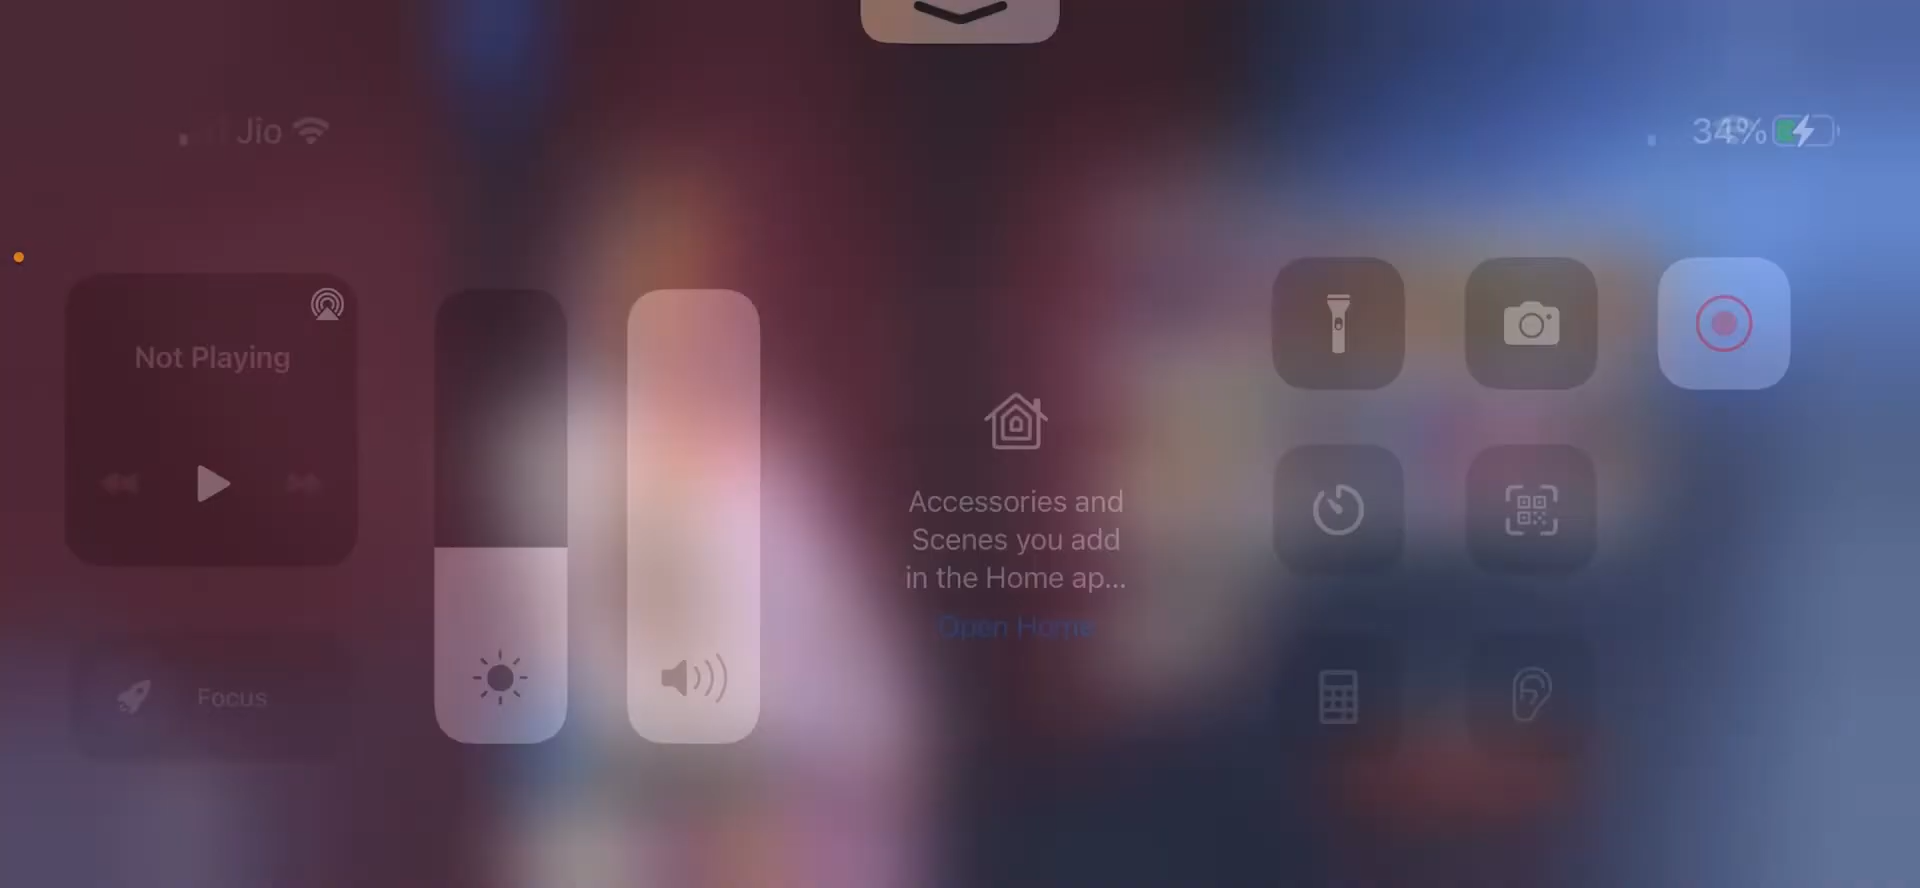 Jio
34%
Not Playing
Accessories and
Scenes you add
in the Home ap...
Open Home
Focus